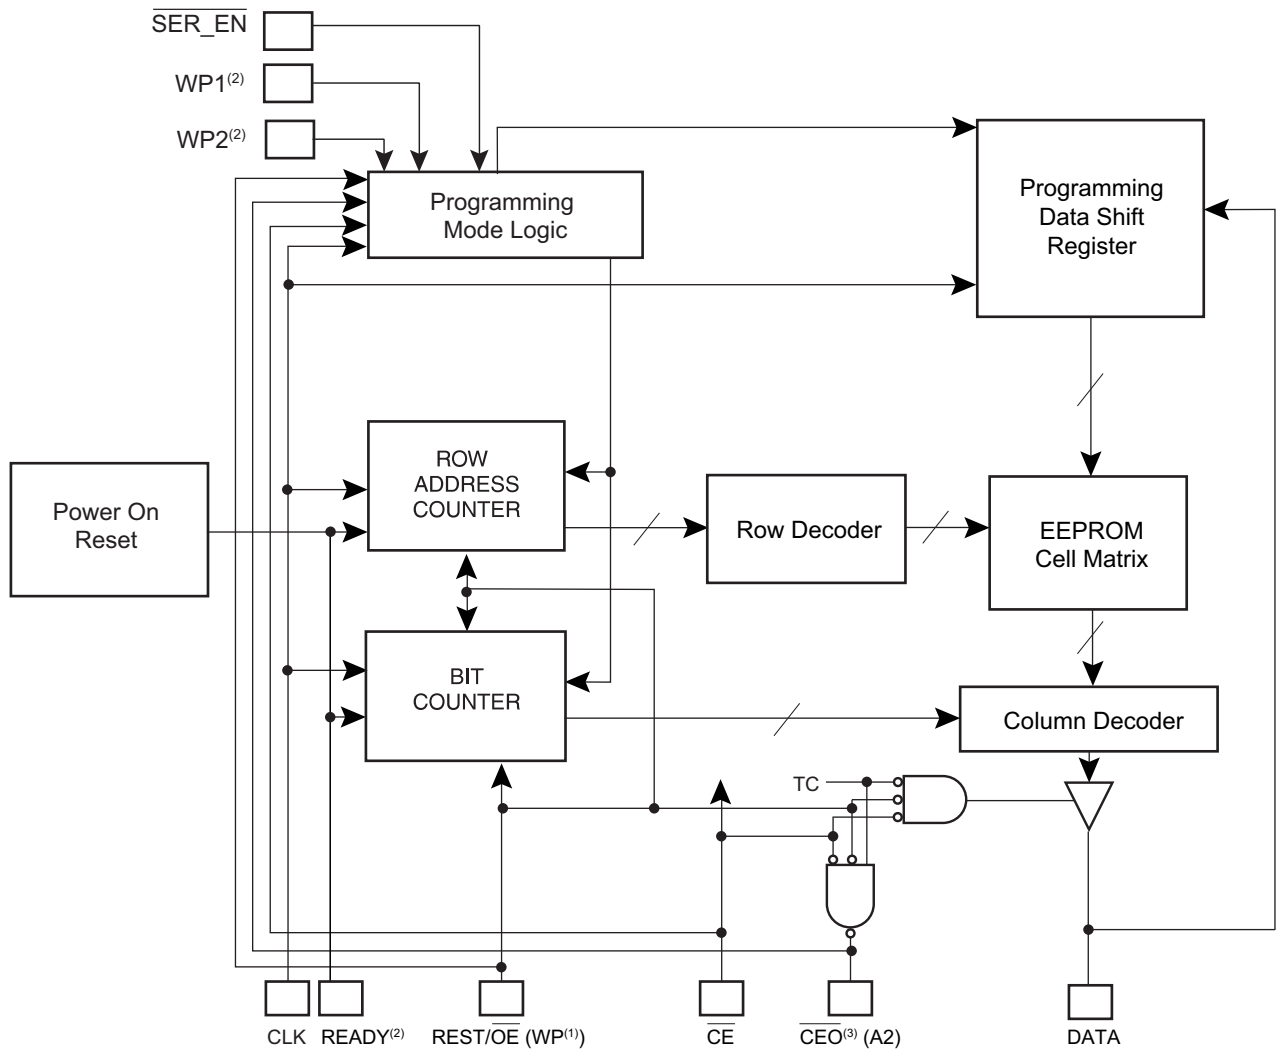 SER_EN
WP1(2)
WP2(2)
Programming
Mode Logic
Programming
Data Shift
Register
Power On
Reset
ROW
ADDRESS
COUNTER
Row Decoder
EEPROM
Cell Matrix
BIT
COUNTER
Column Decoder
TC
CLK
READY(2)
REST/OE (WP(1))
CE
CEO(3) (A2)
DATA